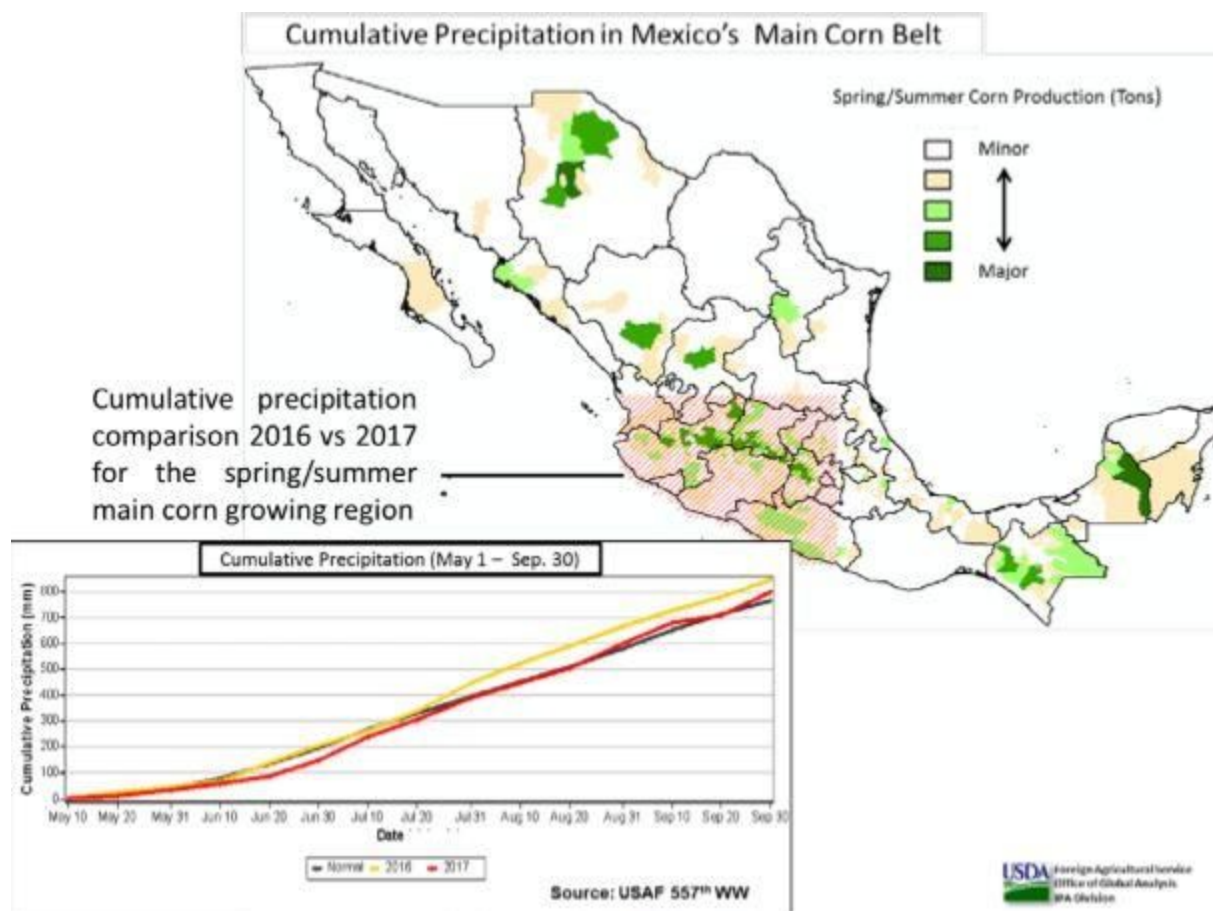 Cumulative Precipitation in Mexico's Main Corn Belt
Spring/Summer Corn Production (Tons)
Minor
Major
Cumulative precipitation
comparison 2016 vs 2017
for the spring/summer
main corn growing region
Cumulative Precipitation (May 1 – Sep. 30)
Cumulative Precipitation (mm)
800
700
600
500
400
300
200
100
0
May 10 May 20 May 31 Jun 10 Jun 20 Jun 30 Jul 10 Jul 20 Jul 31 Aug 10 Aug 20 Aug 31 Sep 10 Sep 20 Sep 30
Date
Normal 2016 2017
Source: USAF 557th WW
USDA
Foreign Agricultural Service
Office of Global Analysis
IPA Division